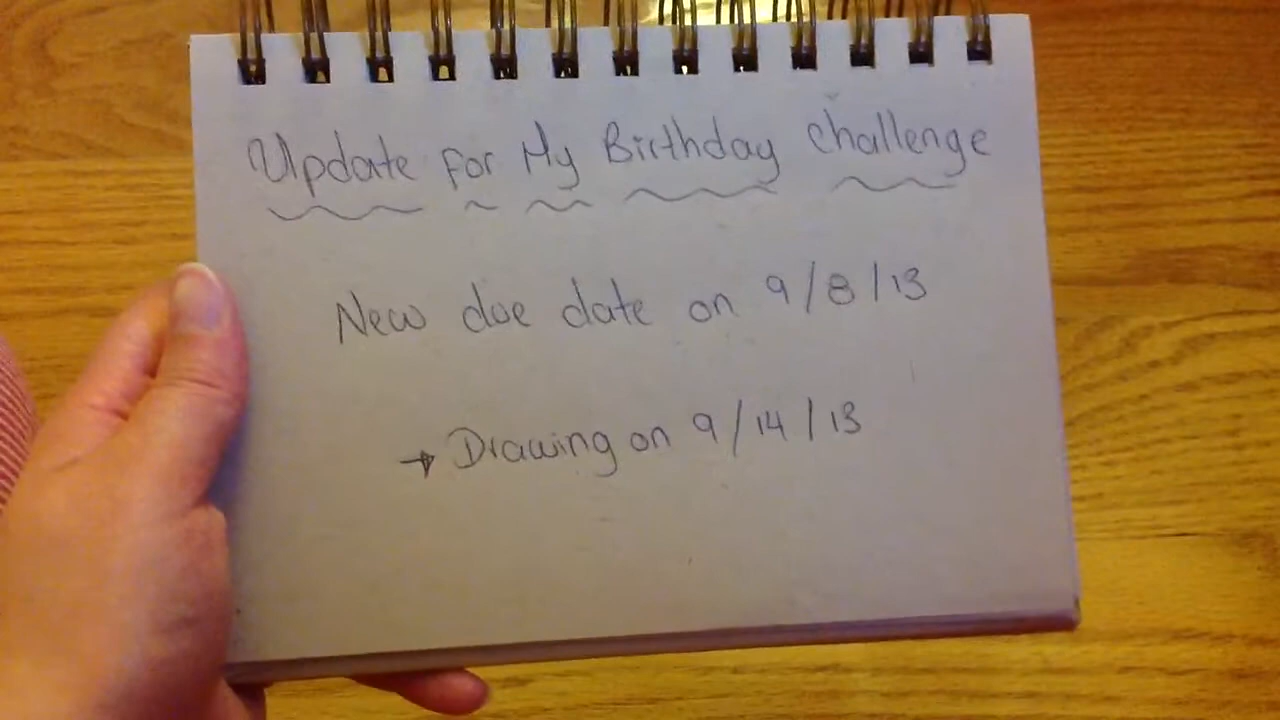 Update for My Birthday challenge
New due date on 9/8/13
→ Drawing on 9/14/13